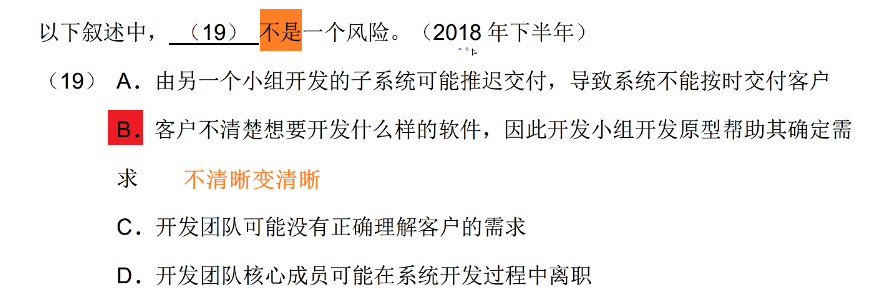 以下叙述中，（19）不是一个风险。（2018 年下半年）
（19） A．由另一个小组开发的子系统可能推迟交付，导致系统不能按时交付客户
B．客户不清楚想要开发什么样的软件，因此开发小组开发原型帮助其确定需
求 不清晰变清晰
C．开发团队可能没有正确理解客户的需求
D．开发团队核心成员可能在系统开发过程中离职